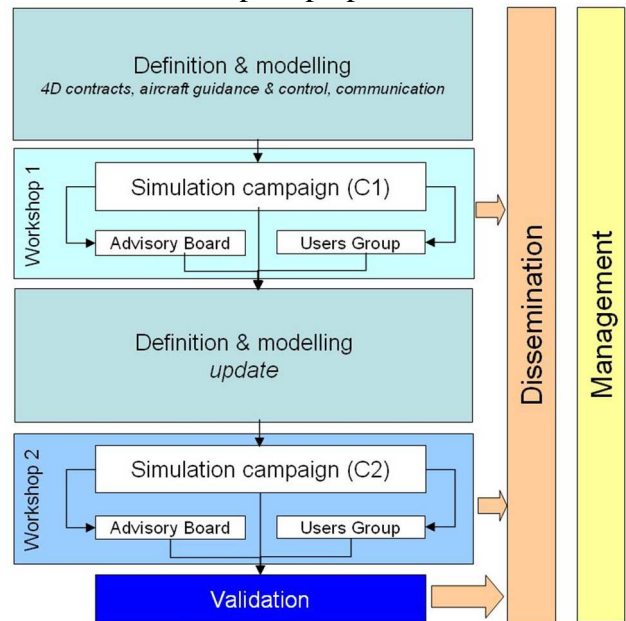 Definition & modelling
4D contracts, aircraft guidance & control, communication
Workshop 1
Simulation campaign (C1)
Advisory Board
Users Group
Definition & modelling
update
Workshop 2
Simulation campaign (C2)
Advisory Board
Users Group
Validation
Dissemination
Management